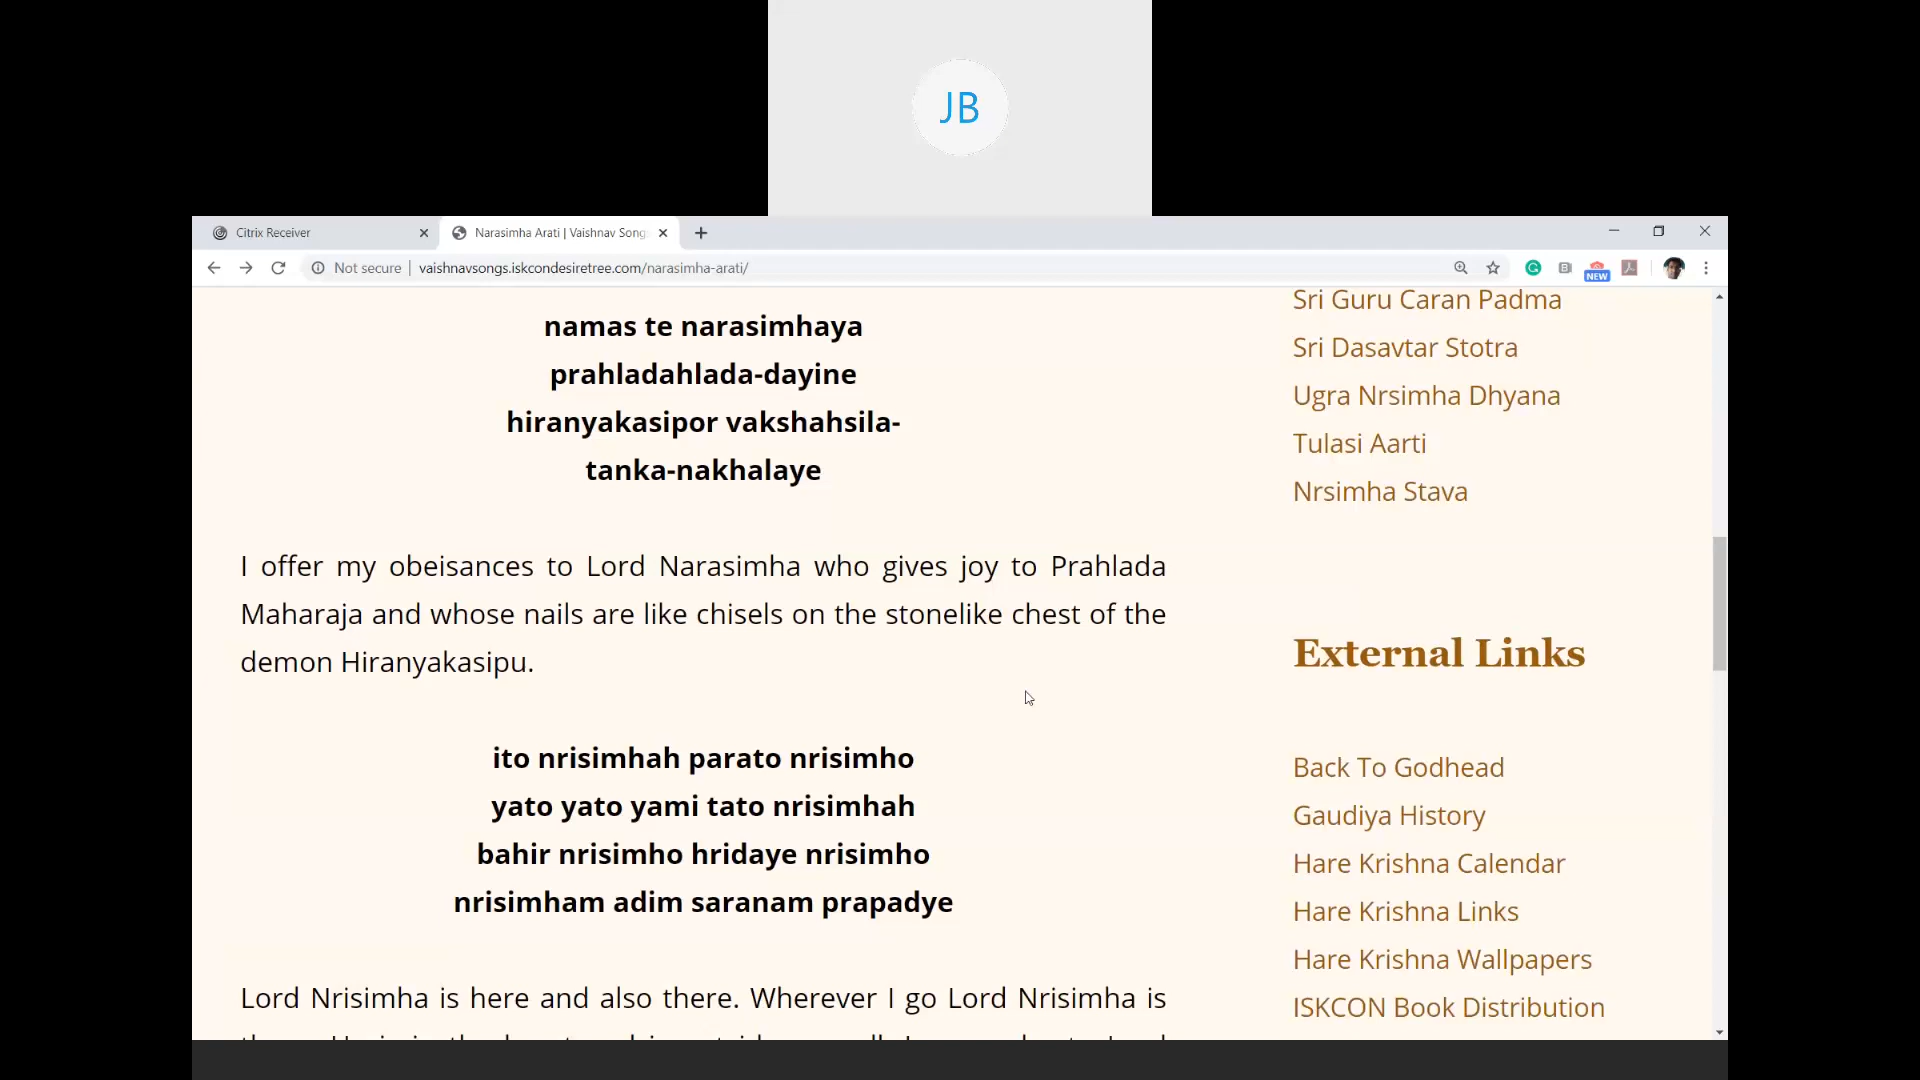 JB
Citrix Receiver
Narasimha Arati | Vaishnav Song
Not secure
vaishnavsongs.iskcondesiretree.com/narasimha-arati/
NEW
namas te narasimhaya
prahladahlada-dayine
hiranyakasipor vakshahsila-
tanka-nakhalaye
I offer my obeisances to Lord Narasimha who gives joy to Prahlada
Maharaja and whose nails are like chisels on the stonelike chest of the
demon Hiranyakasipu.
ito nrisimhah parato nrisimho
yato yato yami tato nrisimhah
bahir nrisimho hridaye nrisimho
nrisimham adim saranam prapadye
Lord Nrisimha is here and also there. Wherever I go Lord Nrisimha is
Sri Guru Caran Padma
Sri Dasavtar Stotra
Ugra Nrsimha Dhyana
Tulasi Aarti
Nrsimha Stava
External Links
Back To Godhead
Gaudiya History
Hare Krishna Calendar
Hare Krishna Links
Hare Krishna Wallpapers
ISKCON Book Distribution